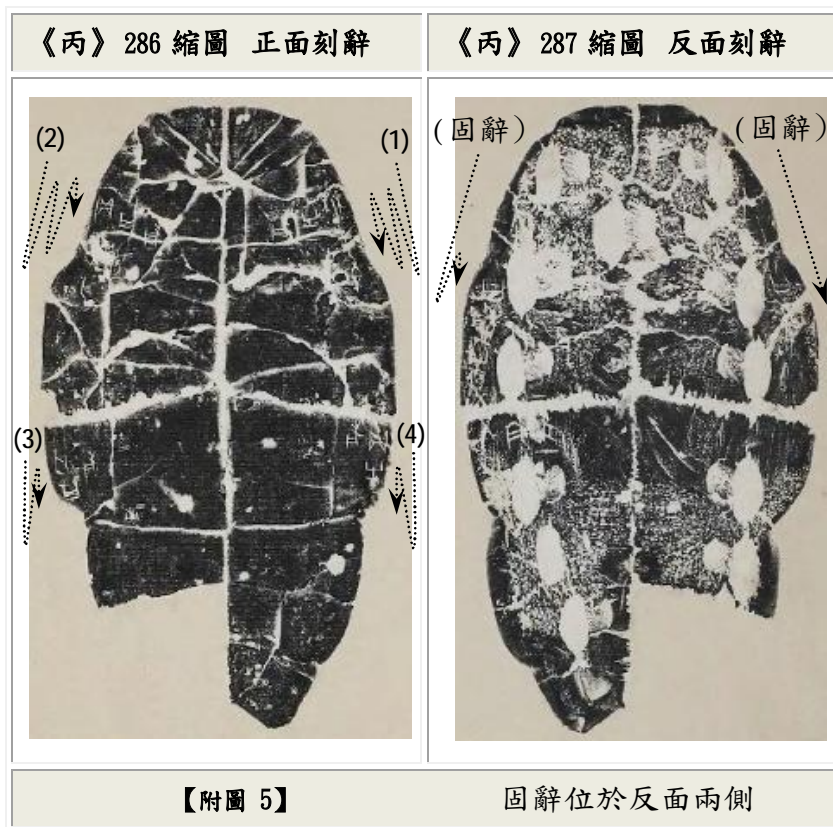 《丙》286 縮圖 正面刻辭
《丙》287 縮圖 反面刻辭
(2)
(1)
(3)
(4)
(固辭)
(固辭)
【附圖 5】
固辭位於反面兩側